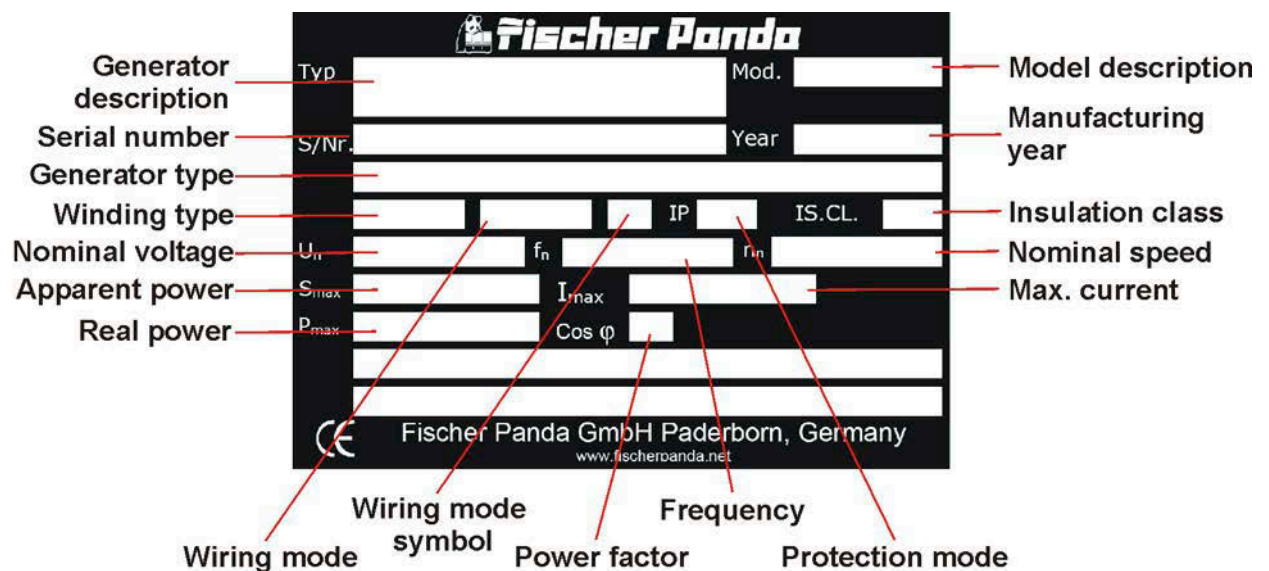 Fischer Panda
Generator
description
Typ
Mod.
Model description
Serial number
S/Nr.
Year
Manufacturing
year
Generator type
Winding type
IP
IS.CL.
Insulation class
Nominal voltage
Un
fn
nn
Nominal speed
Apparent power
Smax
Imax
Max. current
Real power
Pmax
Cos φ
CE
Fischer Panda GmbH Paderborn, Germany
www.fischerpanda.net
Wiring mode
symbol
Frequency
Wiring mode
Power factor
Protection mode